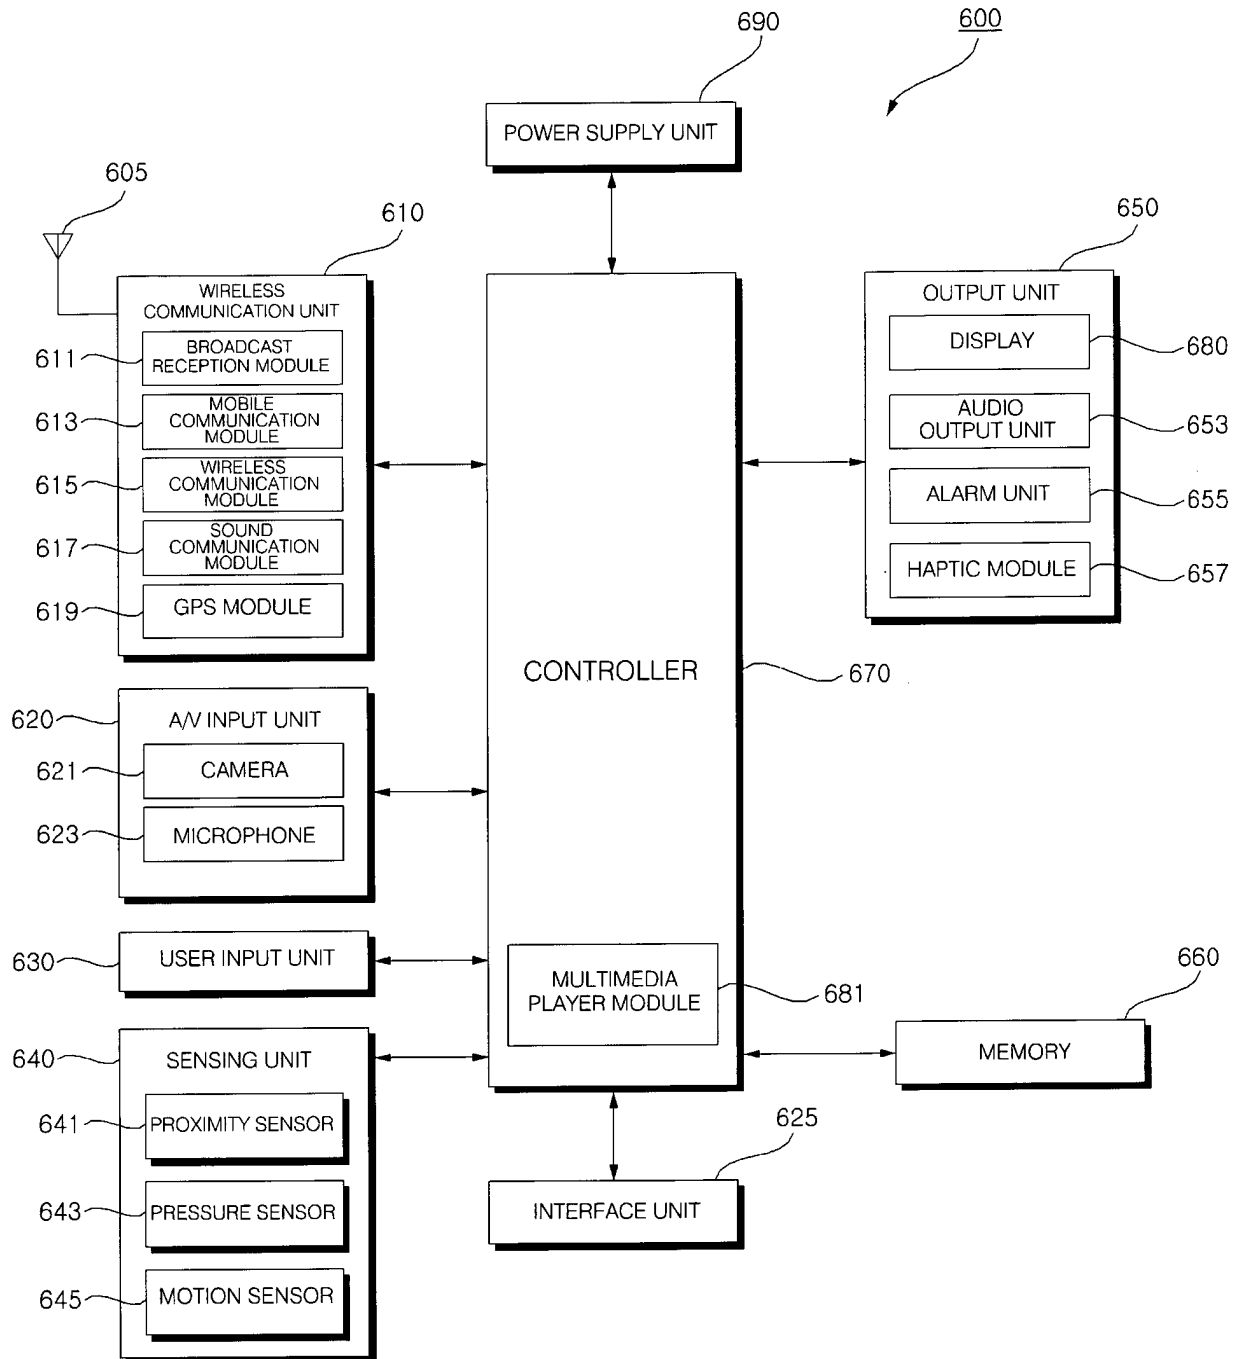 690
600
POWER SUPPLY UNIT
605
610
650
WIRELESS
COMMUNICATION UNIT
OUTPUT UNIT
611
BROADCAST
RECEPTION MODULE
DISPLAY
680
613
MOBILE
COMMUNICATION
MODULE
AUDIO
OUTPUT UNIT
653
615
WIRELESS
COMMUNICATION
MODULE
ALARM UNIT
655
617
SOUND
COMMUNICATION
MODULE
HAPTIC MODULE
657
619
GPS MODULE
CONTROLLER
670
620
A/V INPUT UNIT
621
CAMERA
623
MICROPHONE
630
USER INPUT UNIT
MULTIMEDIA
PLAYER MODULE
681
660
640
SENSING UNIT
MEMORY
641
PROXIMITY SENSOR
625
643
PRESSURE SENSOR
INTERFACE UNIT
645
MOTION SENSOR